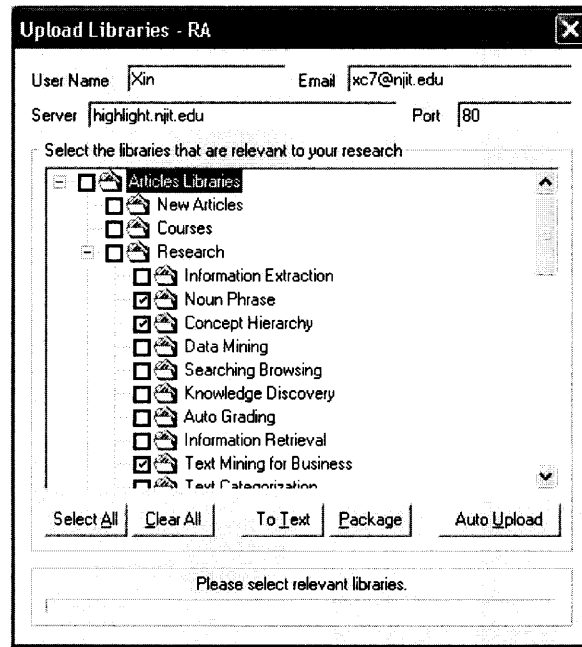 Upload Libraries - RA
User Name Xin Email xc7@njit.edu
Server highlight.njit.edu Port 80
Select the libraries that are relevant to your research
Articles Libraries
New Articles
Courses
Research
Information Extraction
Noun Phrase
Concept Hierarchy
Data Mining
Searching Browsing
Knowledge Discovery
Auto Grading
Information Retrieval
Text Mining for Business
Text Categorization
Select All Clear All To Text Package Auto Upload
Please select relevant libraries.